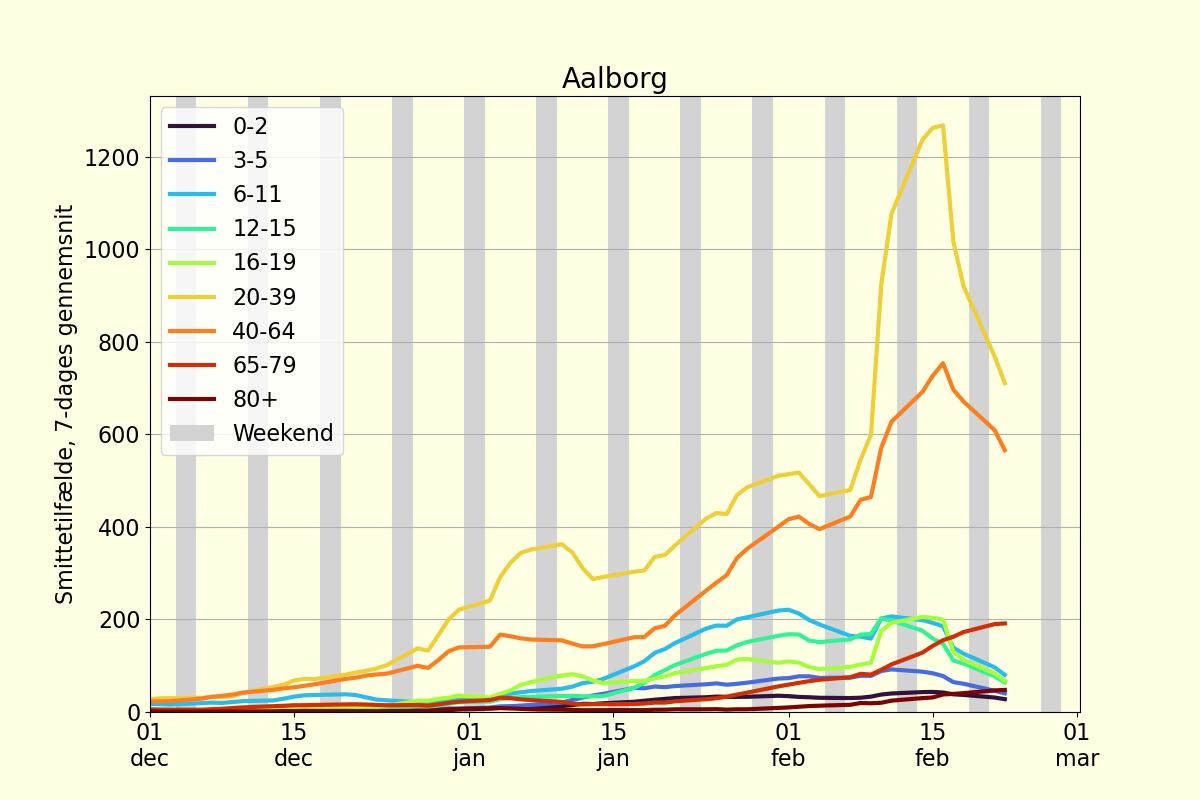 Aalborg
Smittetilfælde, 7-dages gennemsnit
1200
1000
800
600
400
200
0
0-2
3-5
6-11
12-15
16-19
20-39
40-64
65-79
80+
Weekend
01 dec
15 dec
01 jan
15 jan
01 feb
15 feb
01 mar